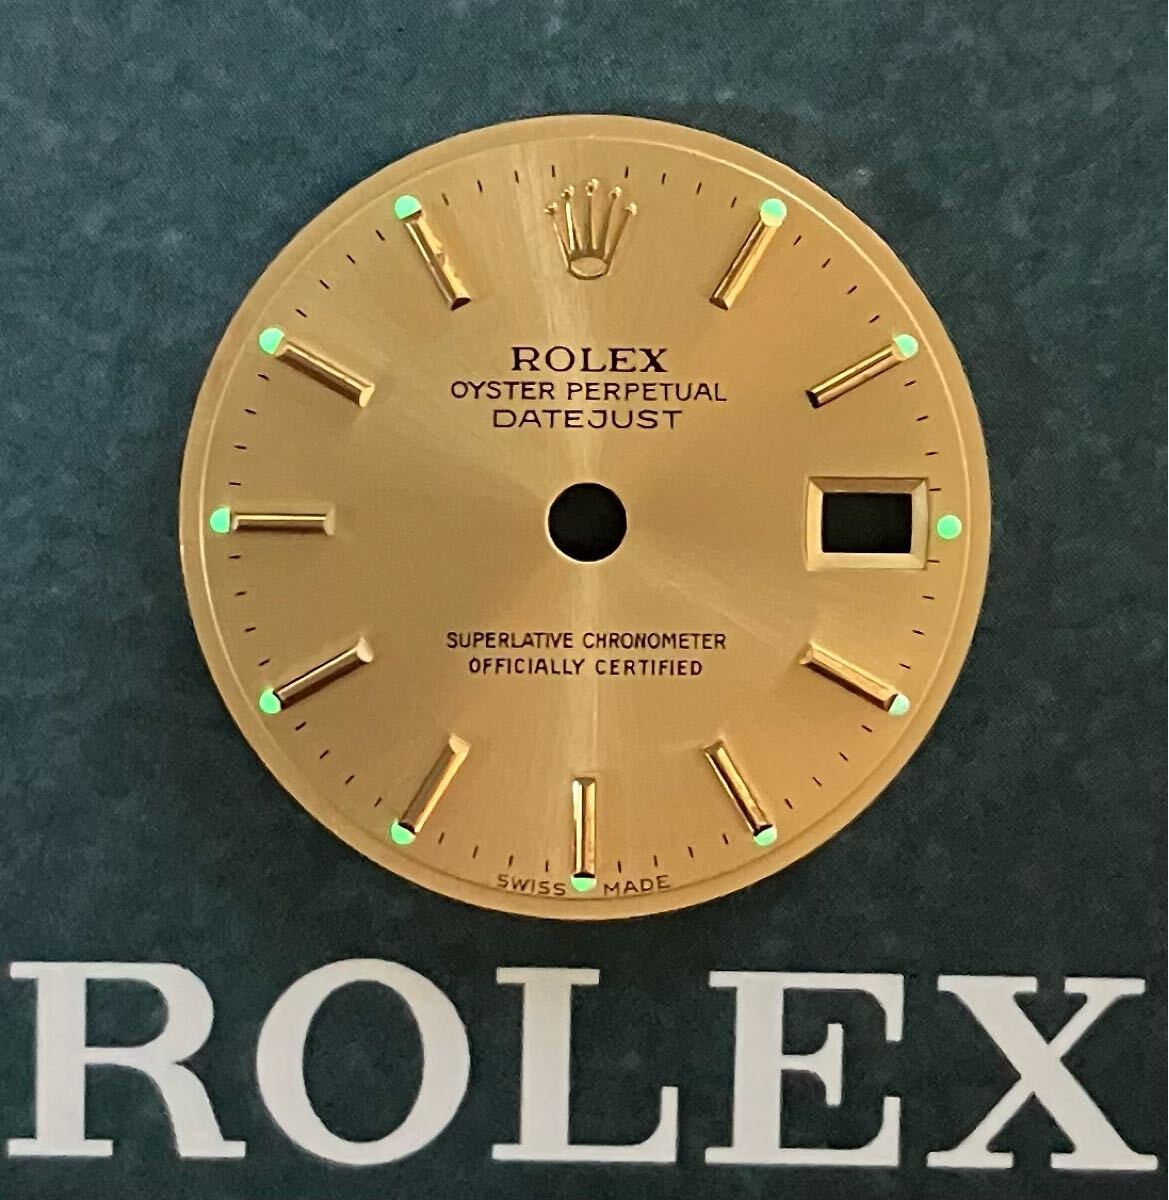 ROLEX
OYSTER PERPETUAL
DATEJUST
SUPERLATIVE CHRONOMETER
OFFICIALLY CERTIFIED
SWISS MADE
ROLEX